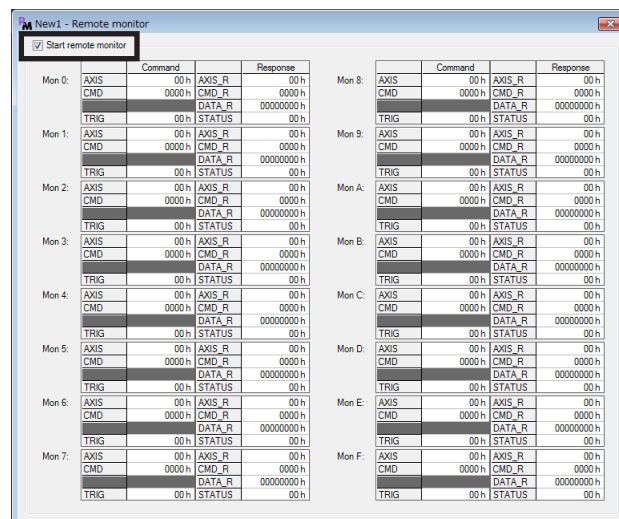 RM New1 - Remote monitor
Start remote monitor
Command Response Command Response
Mon 0: AXIS 00 h AXIS_R 00 h Mon 8: AXIS 00 h AXIS_R 00 h
CMD 0000 h CMD_R 0000 h CMD 0000 h CMD_R 0000 h
DATA_R 00000000 h DATA_R 00000000 h
TRIG 00 h STATUS 00 h TRIG 00 h STATUS 00 h
Mon 1: AXIS 00 h AXIS_R 00 h Mon 9: AXIS 00 h AXIS_R 00 h
CMD 0000 h CMD_R 0000 h CMD 0000 h CMD_R 0000 h
DATA_R 00000000 h DATA_R 00000000 h
TRIG 00 h STATUS 00 h TRIG 00 h STATUS 00 h
Mon 2: AXIS 00 h AXIS_R 00 h Mon A: AXIS 00 h AXIS_R 00 h
CMD 0000 h CMD_R 0000 h CMD 0000 h CMD_R 0000 h
DATA_R 00000000 h DATA_R 00000000 h
TRIG 00 h STATUS 00 h TRIG 00 h STATUS 00 h
Mon 3: AXIS 00 h AXIS_R 00 h Mon B: AXIS 00 h AXIS_R 00 h
CMD 0000 h CMD_R 0000 h CMD 0000 h CMD_R 0000 h
DATA_R 00000000 h DATA_R 00000000 h
TRIG 00 h STATUS 00 h TRIG 00 h STATUS 00 h
Mon 4: AXIS 00 h AXIS_R 00 h Mon C: AXIS 00 h AXIS_R 00 h
CMD 0000 h CMD_R 0000 h CMD 0000 h CMD_R 0000 h
DATA_R 00000000 h DATA_R 00000000 h
TRIG 00 h STATUS 00 h TRIG 00 h STATUS 00 h
Mon 5: AXIS 00 h AXIS_R 00 h Mon D: AXIS 00 h AXIS_R 00 h
CMD 0000 h CMD_R 0000 h CMD 0000 h CMD_R 0000 h
DATA_R 00000000 h DATA_R 00000000 h
TRIG 00 h STATUS 00 h TRIG 00 h STATUS 00 h
Mon 6: AXIS 00 h AXIS_R 00 h Mon E: AXIS 00 h AXIS_R 00 h
CMD 0000 h CMD_R 0000 h CMD 0000 h CMD_R 0000 h
DATA_R 00000000 h DATA_R 00000000 h
TRIG 00 h STATUS 00 h TRIG 00 h STATUS 00 h
Mon 7: AXIS 00 h AXIS_R 00 h Mon F: AXIS 00 h AXIS_R 00 h
CMD 0000 h CMD_R 0000 h CMD 0000 h CMD_R 0000 h
DATA_R 00000000 h DATA_R 00000000 h
TRIG 00 h STATUS 00 h TRIG 00 h STATUS 00 h